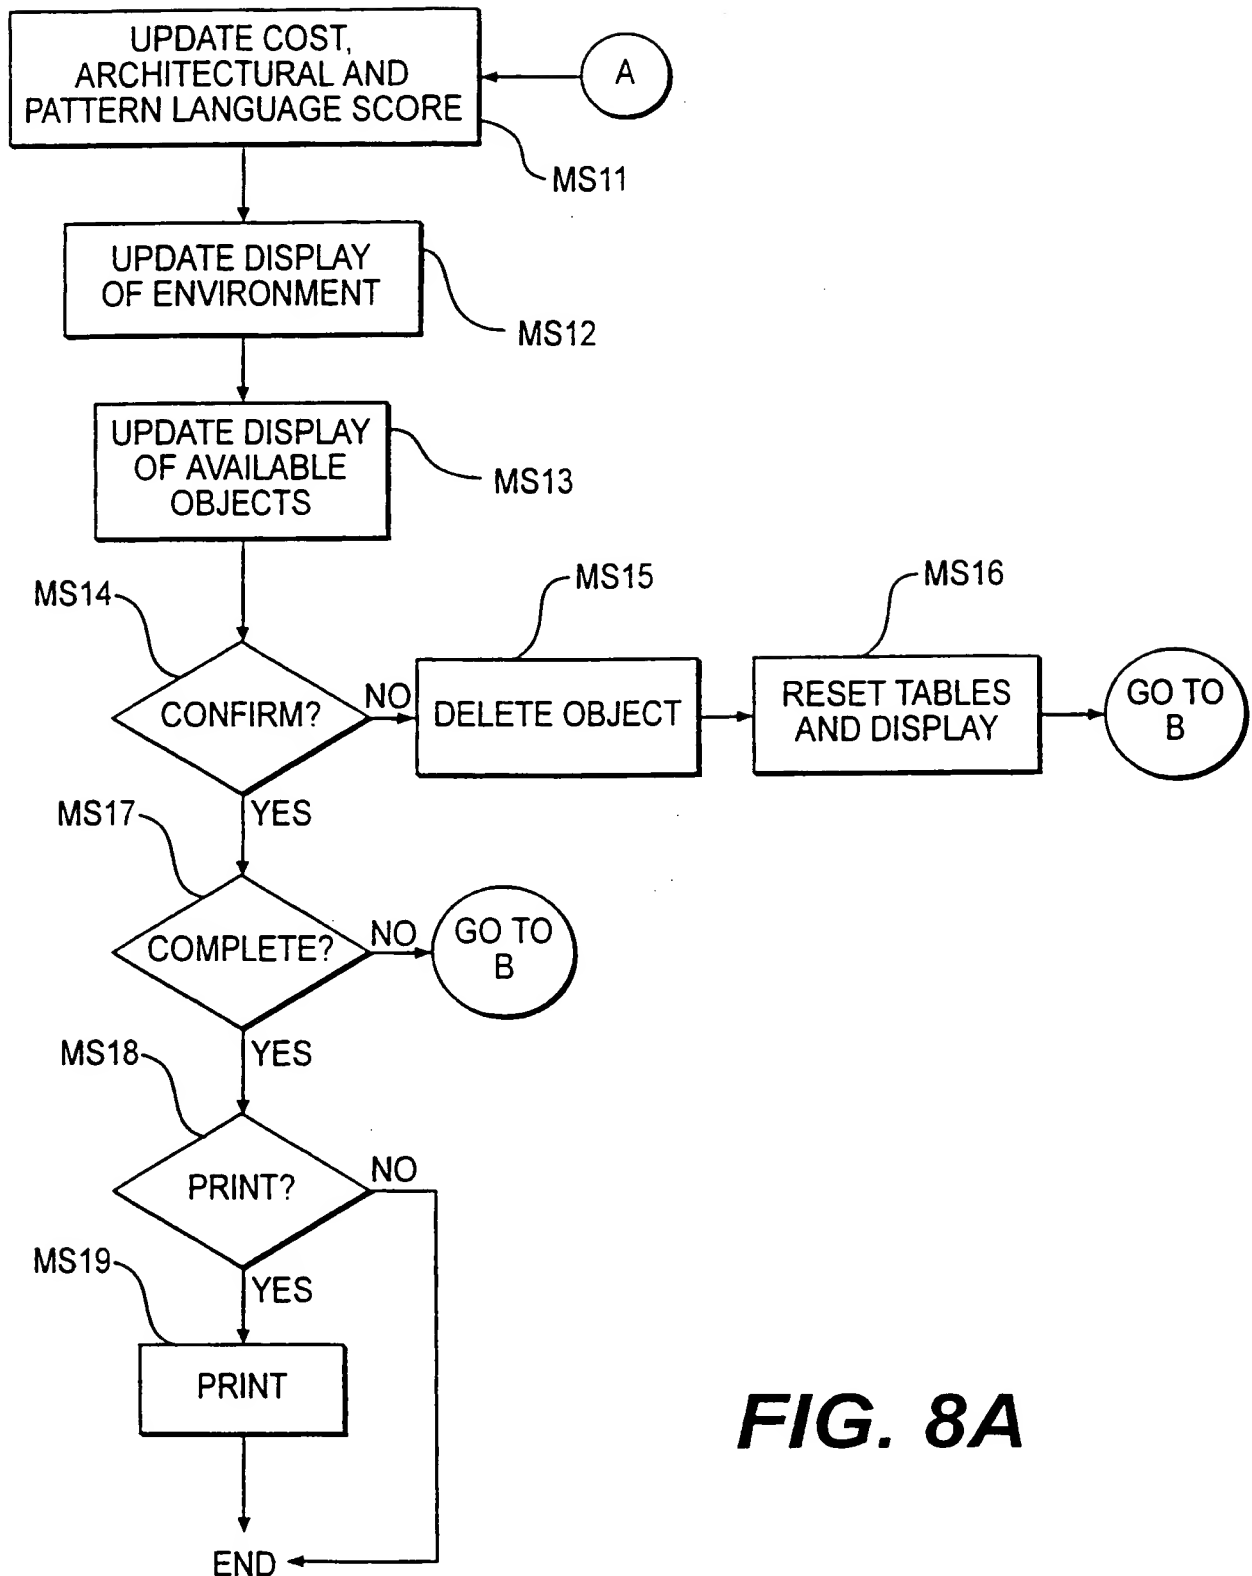 UPDATE COST,
ARCHITECTURAL AND
PATTERN LANGUAGE SCORE
A
MS11
UPDATE DISPLAY
OF ENVIRONMENT
MS12
UPDATE DISPLAY
OF AVAILABLE
OBJECTS
MS13
MS14
CONFIRM?
NO
MS15
DELETE OBJECT
MS16
RESET TABLES
AND DISPLAY
GO TO
B
YES
MS17
COMPLETE?
NO
GO TO
B
YES
MS18
PRINT?
NO
YES
MS19
PRINT
END
FIG. 8A